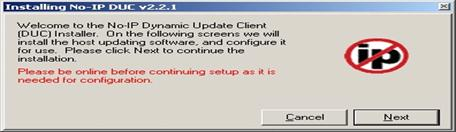 Installing No-IP DUC v2.2.1
Welcome to the No-IP Dynamic Update Client
(DUC) Installer. On the following screens we will
install the host updating software, and configure it
for use. Please click Next to continue the
installation.
Please be online before continuing setup as it is
needed for configuration.
ip
Cancel
Next